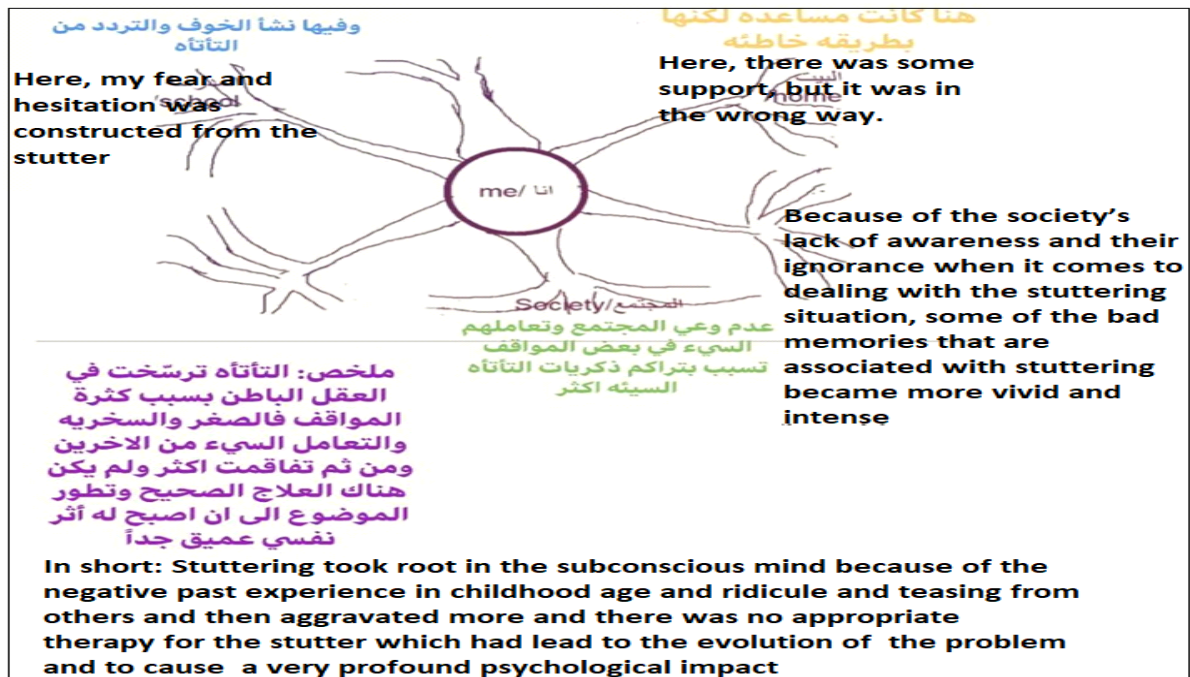 وفيها نشأ الخوف والتردد من
التأتأه
Here, my fear and
hesitation was
constructed from the
stutter
/school
هنا كانت مساعده لكنها
بطريقه خاطئه
Here, there was some
support, but it was in
the wrong way.
البيت
/home
me/ انا
Because of the society’s
lack of awareness and their
ignorance when it comes to
dealing with the stuttering
situation, some of the bad
memories that are
associated with stuttering
became more vivid and
intense
Society/المجتمع
عدم وعي المجتمع وتعاملهم
السيء في بعض المواقف
تسبب بتراكم ذكريات التأتأه
السيئه اكثر
ملخص: التأتأه ترسّخت في
العقل الباطن بسبب كثرة
المواقف فالصغر والسخريه
والتعامل السيء من الاخرين
ومن ثم تفاقمت اكثر ولم يكن
هناك العلاج الصحيح وتطور
الموضوع الى ان اصبح له أثر
نفسي عميق جداً
In short: Stuttering took root in the subconscious mind because of the
negative past experience in childhood age and ridicule and teasing from
others and then aggravated more and there was no appropriate
therapy for the stutter which had lead to the evolution of the problem
and to cause a very profound psychological impact